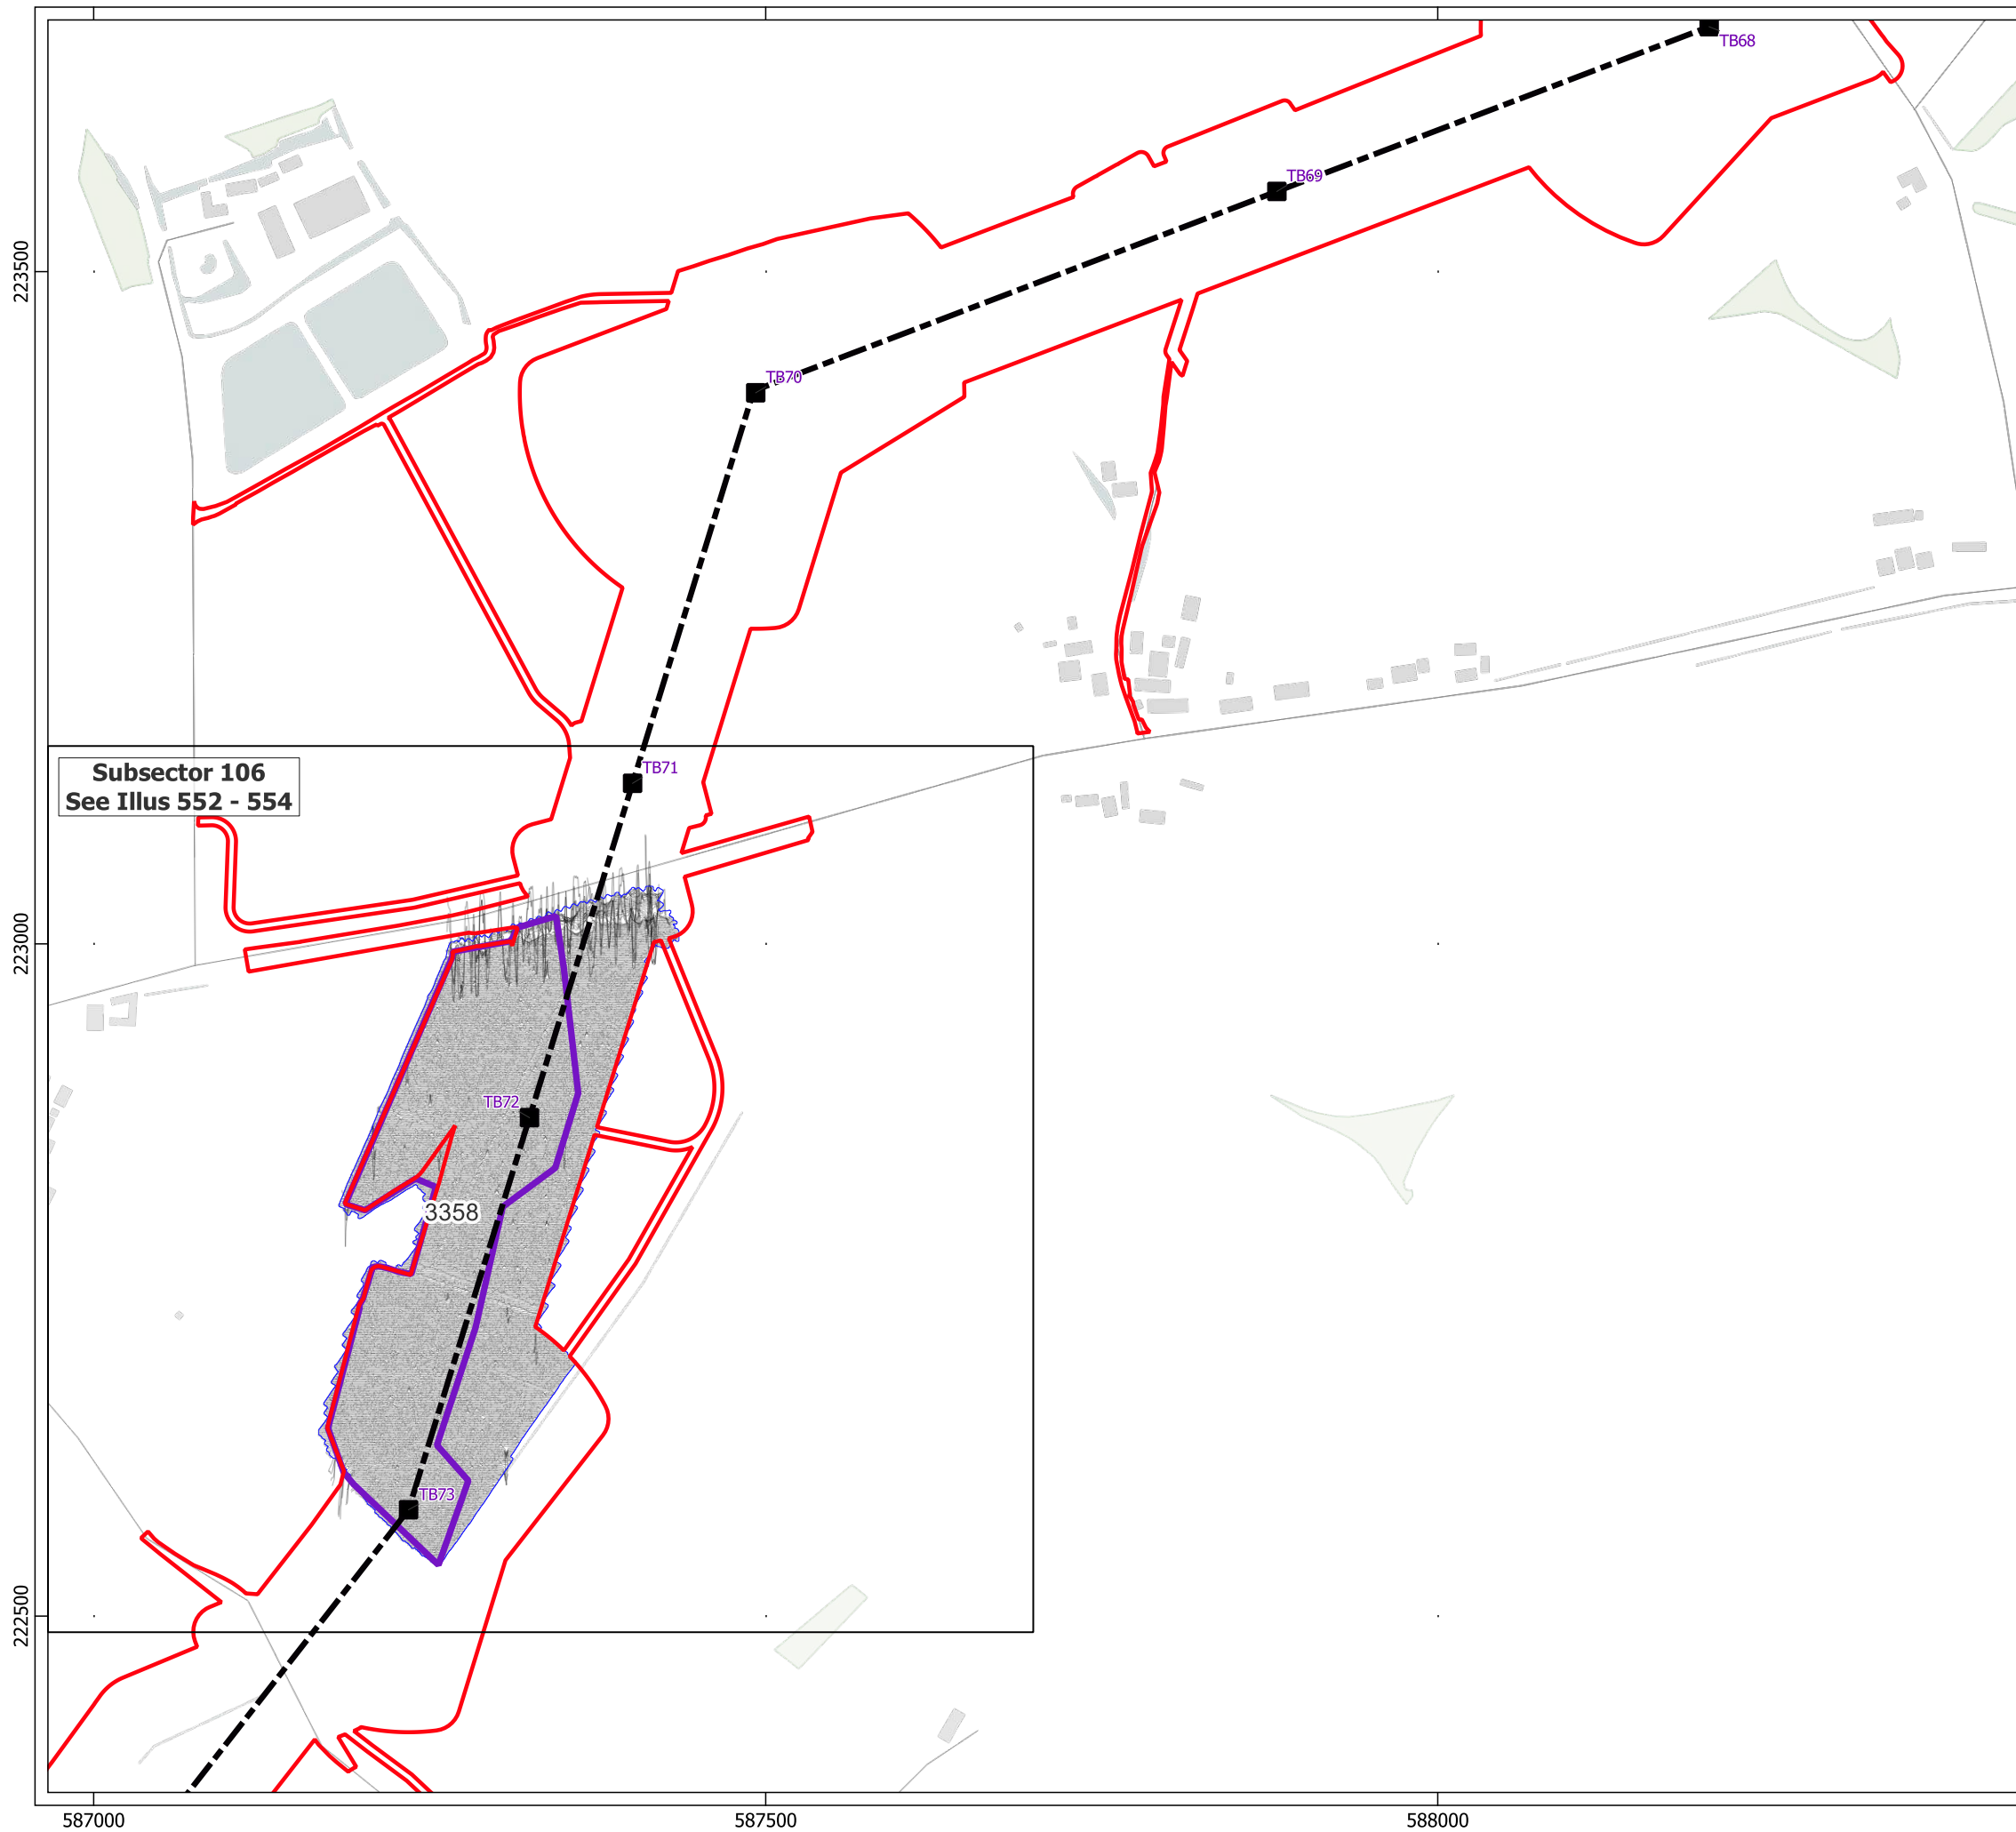 TB68
TB69
223500
TB70
TB71
Subsector 106
See Illus 552 - 554
223000
TB72
3358
TB73
222500
587000
587500
588000